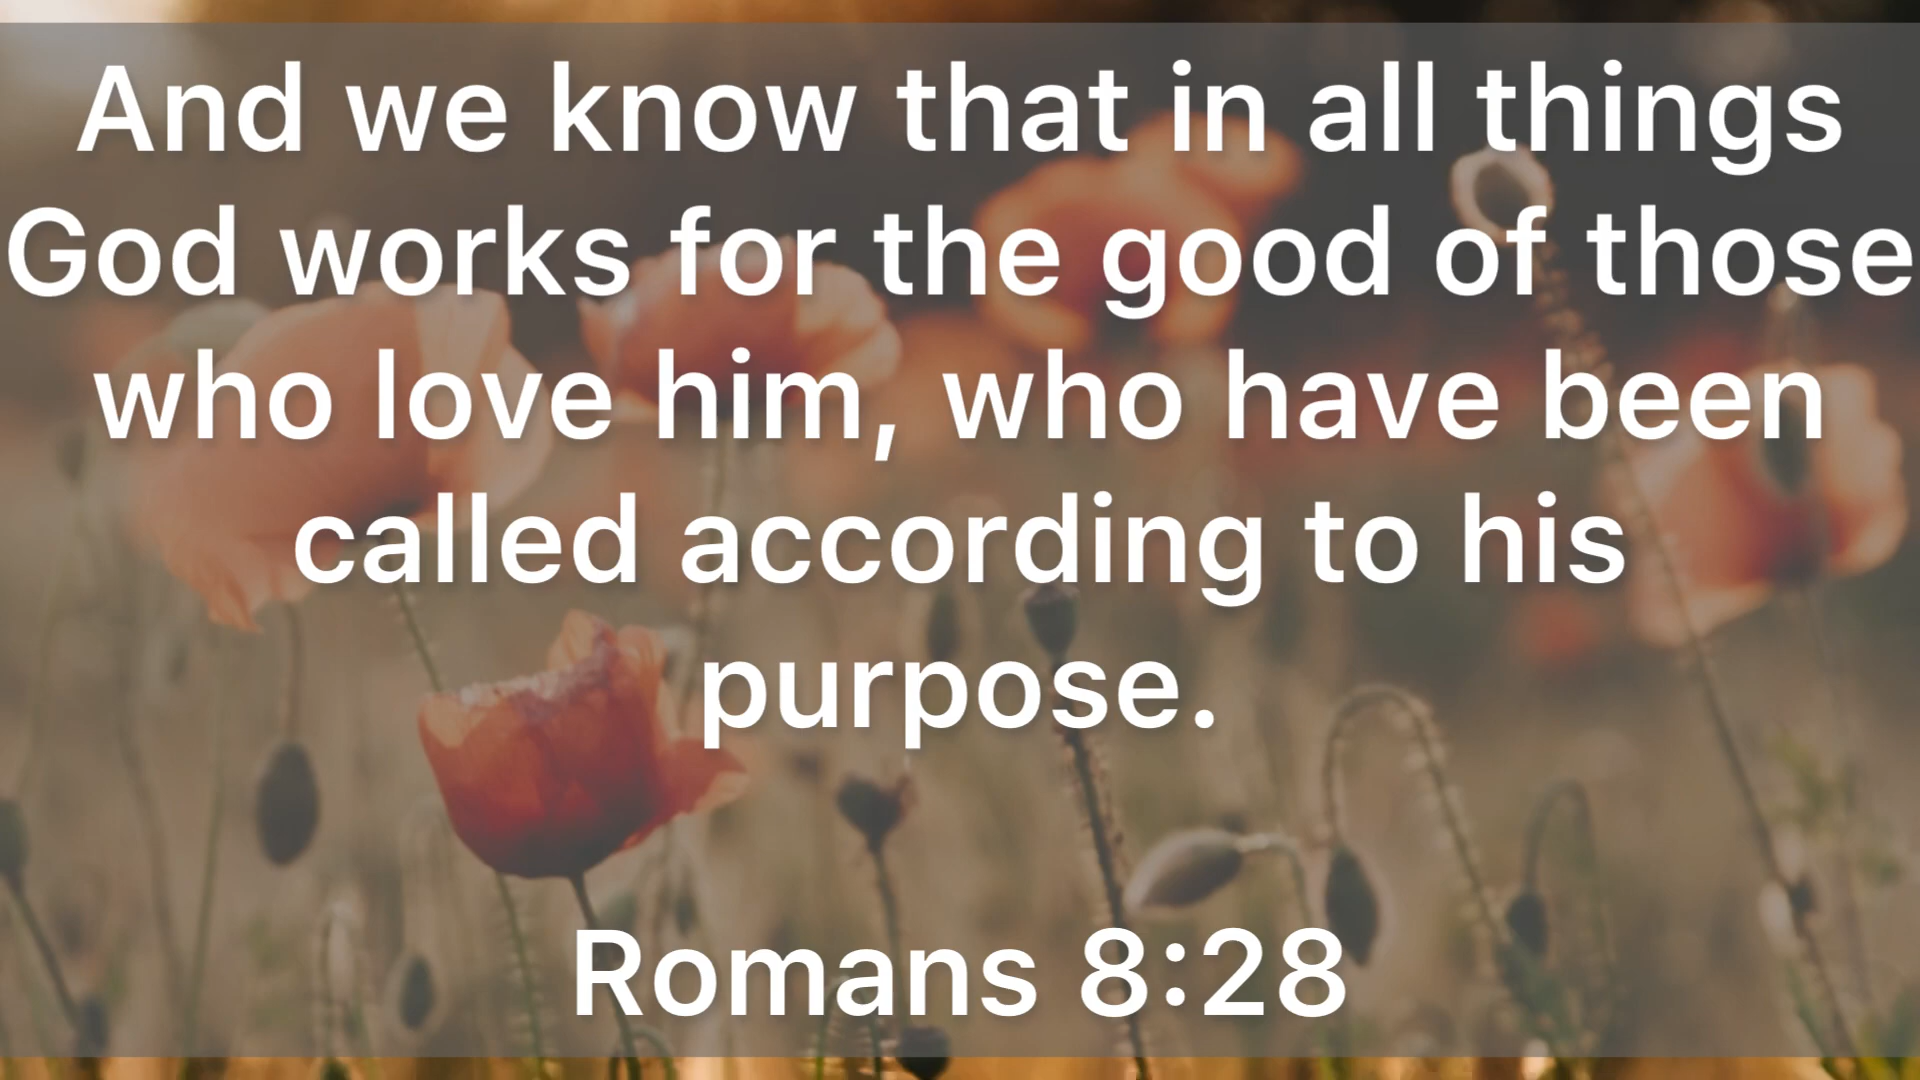 And we know that in all things
God works for the good of those
who love him, who have been
called according to his
purpose.
Romans 8:28